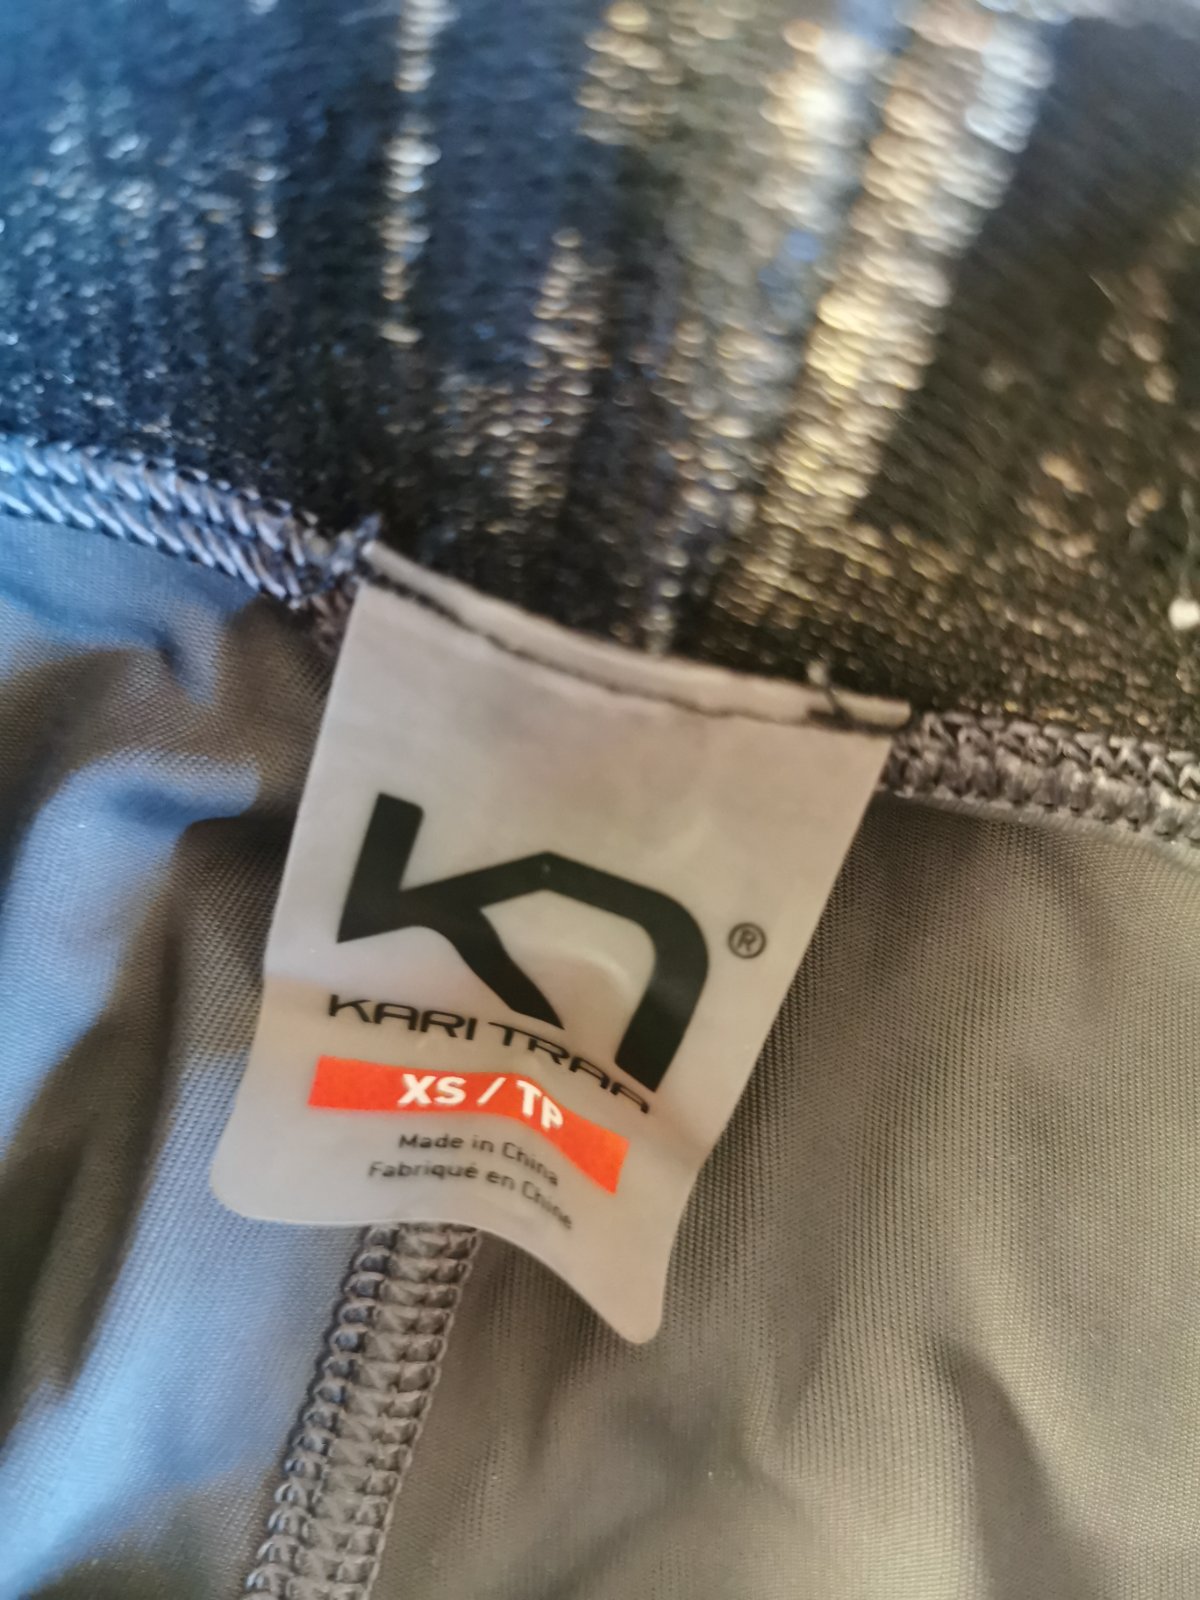 ®
KARI TRAA
XS / TP
Made in China
Fabriqué en Chine